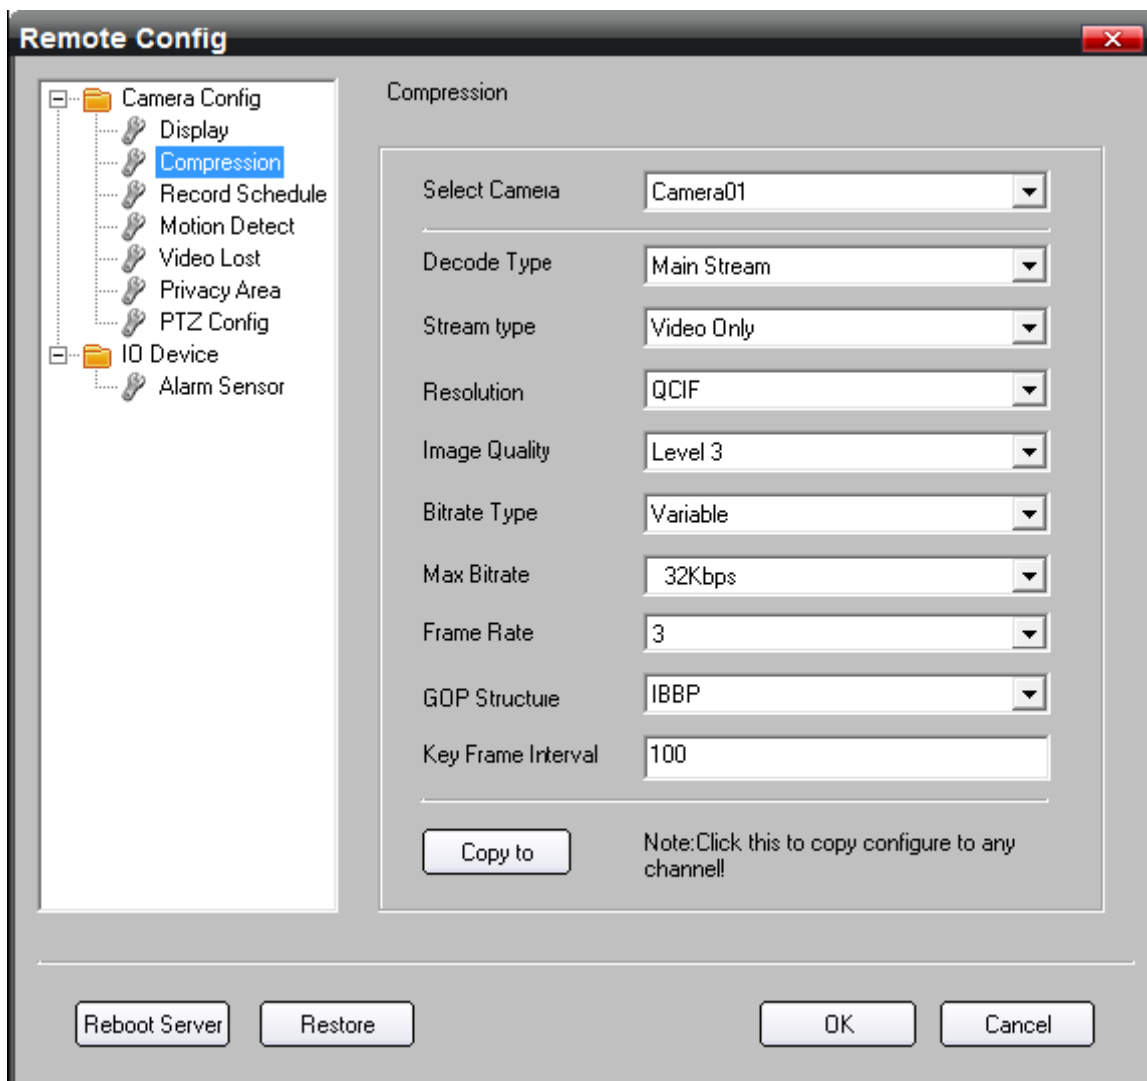 Remote Config
Camera Config
Display
Compression
Record Schedule
Motion Detect
Video Lost
Privacy Area
PTZ Config
IO Device
Alarm Sensor
Compression
Select Camera Camera01
Decode Type Main Stream
Stream type Video Only
Resolution QCIF
Image Quality Level 3
Bitrate Type Variable
Max Bitrate 32Kbps
Frame Rate 3
GOP Structure IBBP
Key Frame Interval 100
Copy to
Note:Click this to copy configure to any
channel!
Reboot Server Restore OK Cancel